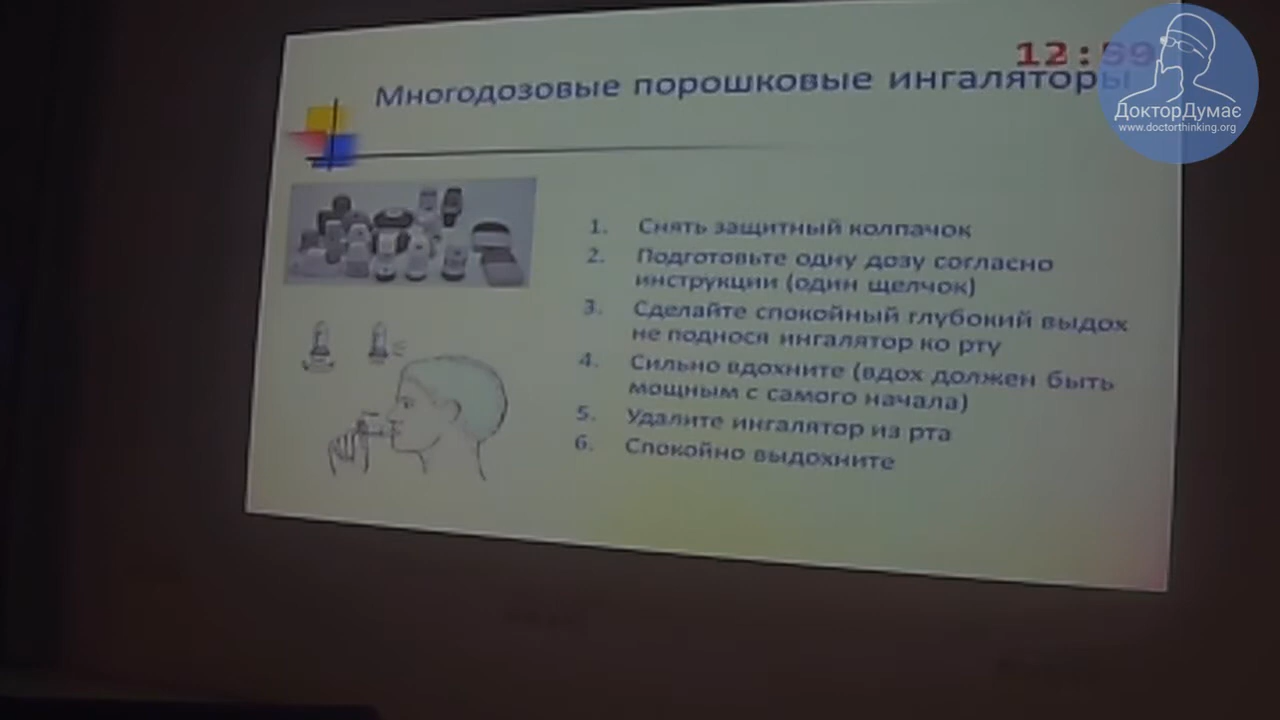 12:59
Многодозовые порошковые ингаляторы
ДокторДумає
www.doctorthinking.org
1. Снять защитный колпачок
2. Подготовьте одну дозу согласно
инструкции (один щелчок)
3. Сделайте спокойный глубокий выдох
не поднося ингалятор ко рту
4. Сильно вдохните (вдох должен быть
мощным с самого начала)
5. Удалите ингалятор из рта
6. Спокойно выдохните